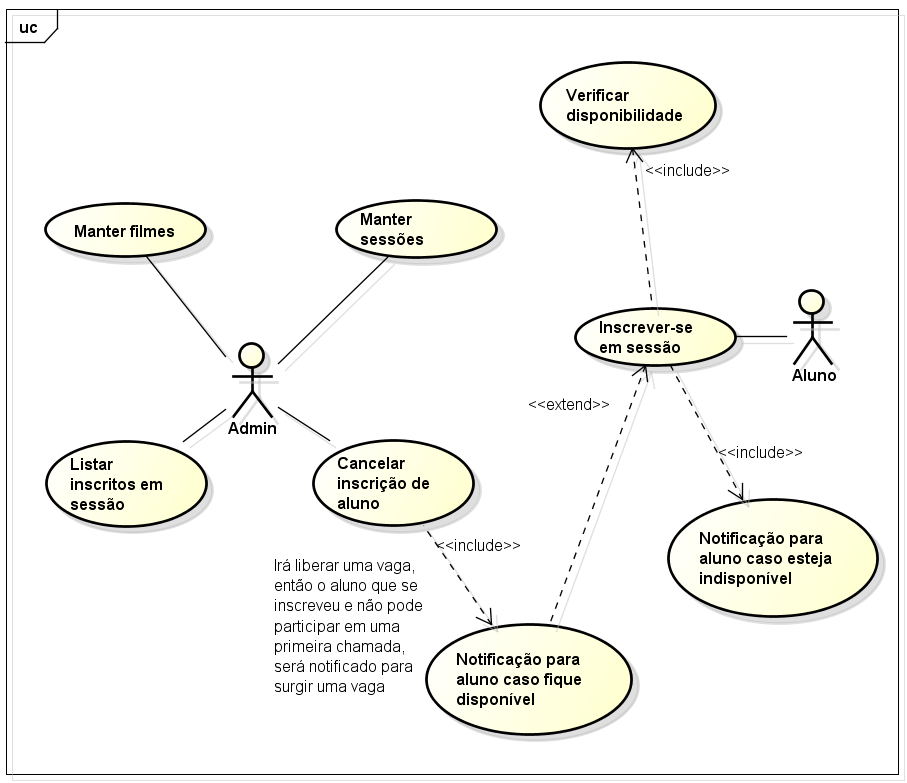 uc
Verificar
disponibilidade
<<include>>
Manter filmes
Manter
sessões
Inscrever-se
em sessão
Aluno
<<extend>>
Admin
<<include>>
Listar
inscritos em
sessão
Cancelar
inscrição de
aluno
<<include>>
Notificação para
aluno caso esteja
indisponível
Irá liberar uma vaga,
então o aluno que se
inscreveu e não pode
participar em uma
primeira chamada,
será notificado para
surgir uma vaga
Notificação para
aluno caso fique
disponível